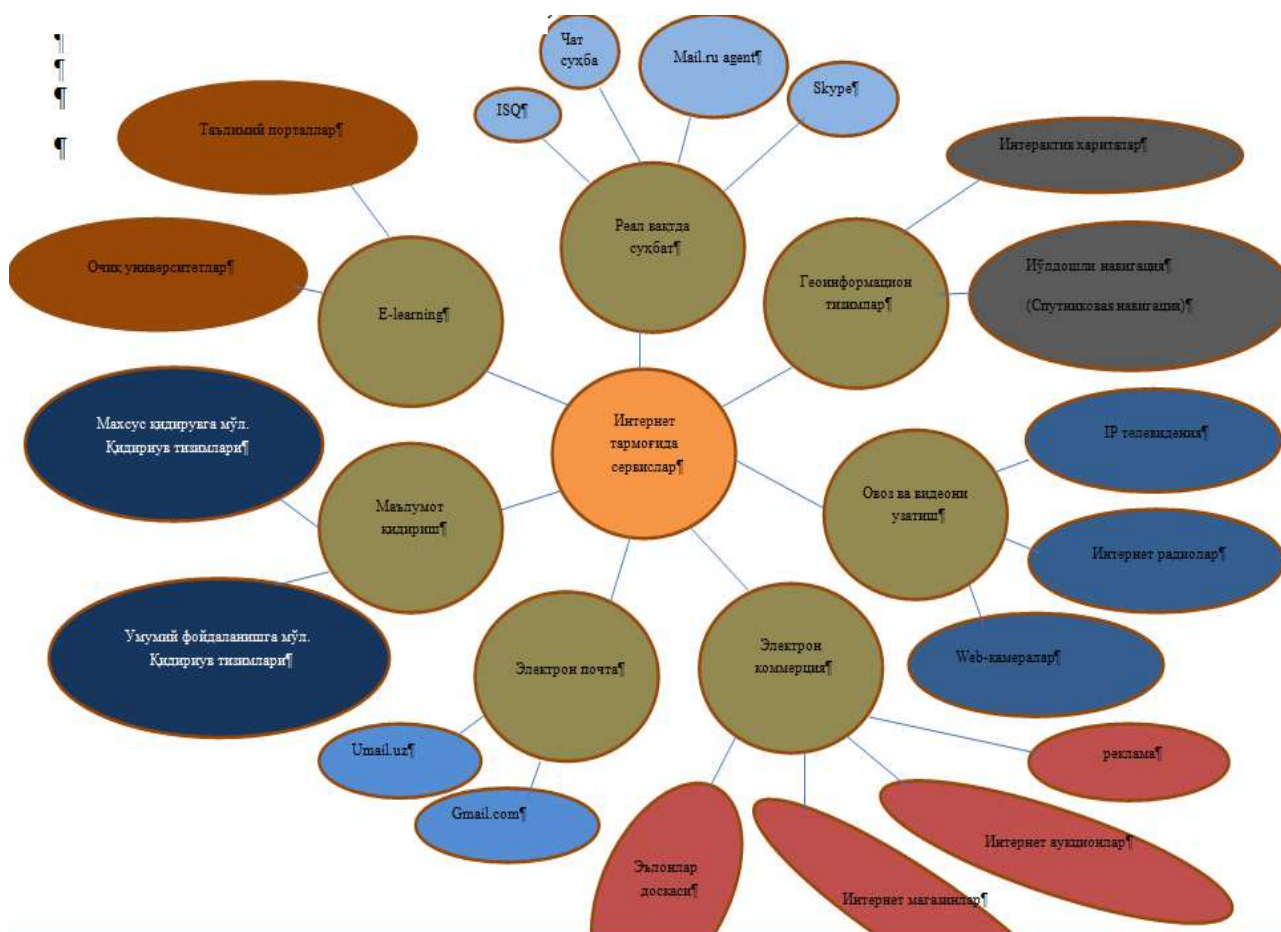 ¶
¶
¶
¶
Чат
суҳба
Mail.ru agent¶
Skype¶
ISQ¶
Таълимий порталлар¶
Интерактив ҳариталар¶
Реал вақтда
суҳбат¶
Очиқ университетлар¶
Йўлдошли навигация¶
(Спутниковая навигация)¶
Геоинформацион
тизимлар¶
E-learning¶
Интернет
тармоғида
сервислар¶
Махсус қидирувга мўл.
Қидириув тизимлари¶
IP телевидения¶
Маълумот
қидириш¶
Овоз ва видеони
узатиш¶
Интернет радиолар¶
Умумий фойдаланишга мўл.
Қидириув тизимлари¶
Электрон почта¶
Электрон
коммерция¶
Web-камералар¶
Umail.uz¶
реклама¶
Gmail.com¶
Интернет аукционлар¶
Эълонлар
доскаси¶
Интернет магазинлар¶